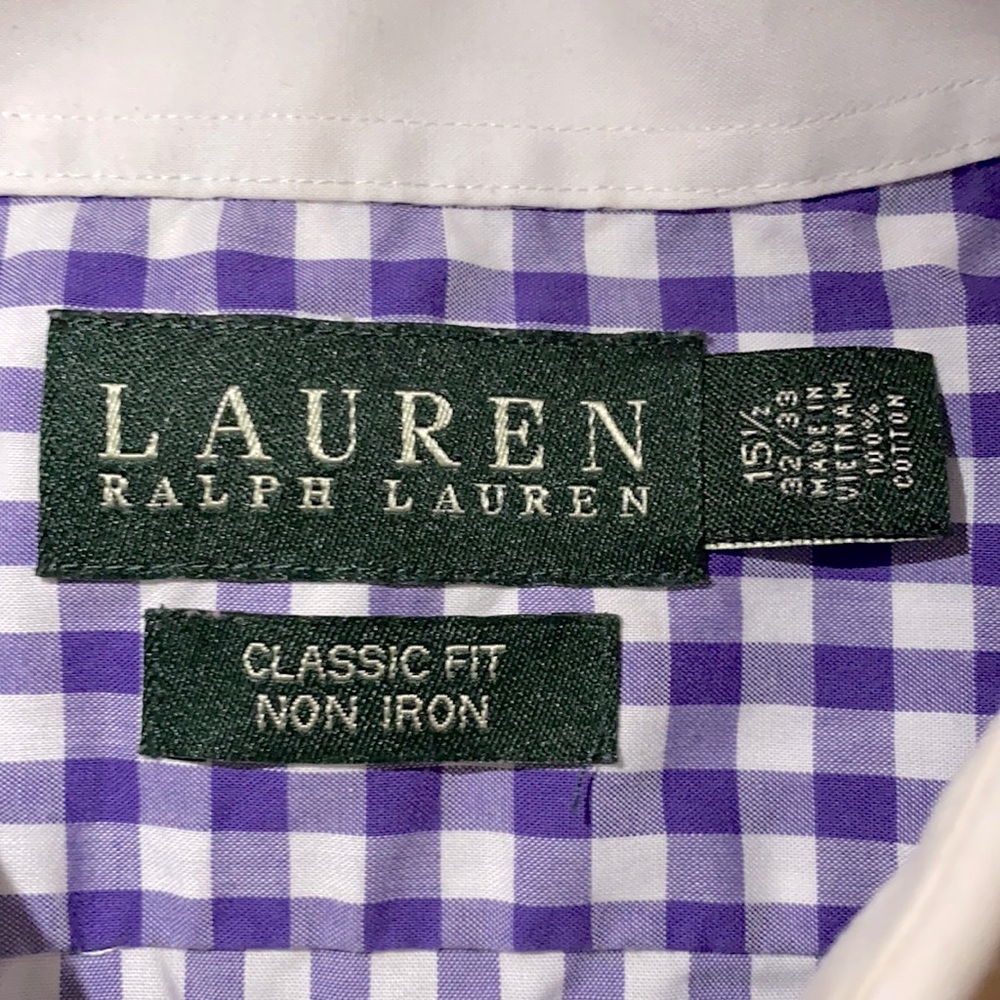 LAUREN
RALPH LAUREN
15½
32/33
MADE IN
VIETNAM
100%
COTTON
CLASSIC FIT
NON IRON